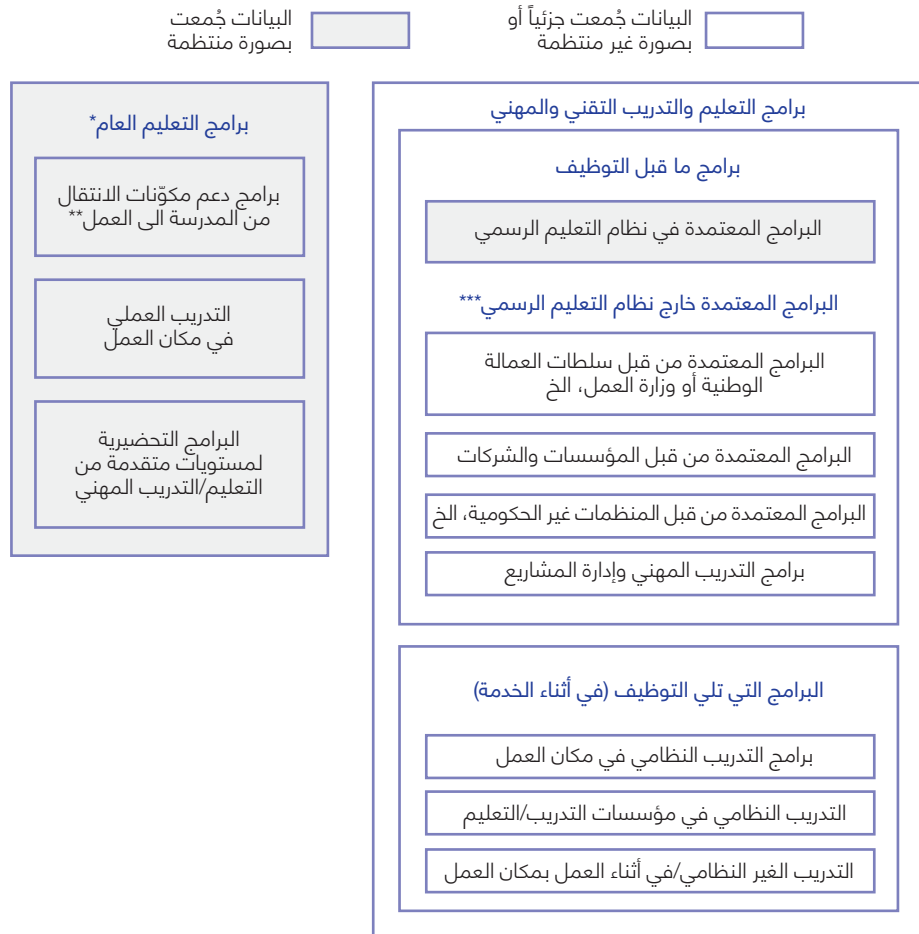 البيانات جُمعت جزئياً أو
بصورة غير منتظمة
البيانات جُمعت
بصورة منتظمة
برامج التعليم والتدريب التقني والمهني
برامج ما قبل التوظيف
البرامج المعتمدة في نظام التعليم الرسمي
البرامج المعتمدة خارج نظام التعليم الرسمي***
البرامج المعتمدة من قبل سلطات العمالة
الوطنية أو وزارة العمل، الخ
البرامج المعتمدة من قبل المؤسسات والشركات
البرامج المعتمدة من قبل المنظمات غير الحكومية، الخ
برامج التدريب المهني وإدارة المشاريع
البرامج التي تلي التوظيف (في أثناء الخدمة)
برامج التدريب النظامي في مكان العمل
التدريب النظامي في مؤسسات التدريب/التعليم
التدريب الغير النظامي/في أثناء العمل بمكان العمل
برامج التعليم العام*
برامج دعم مكوّنات الانتقال
من المدرسة الى العمل**
التدريب العملي
في مكان العمل
البرامج التحضيرية
لمستويات متقدمة من
التعليم/التدريب المهني